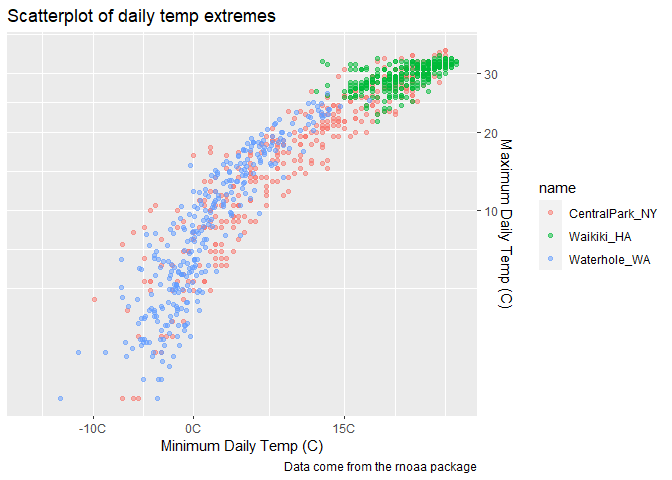 Scatterplot of daily temp extremes
30
20
10
Maxinum Daily Temp (C)
-10C
0C
15C
Minimum Daily Temp (C)
Data come from the rnoaa package
name
CentralPark_NY
Waikiki_HA
Waterhole_WA